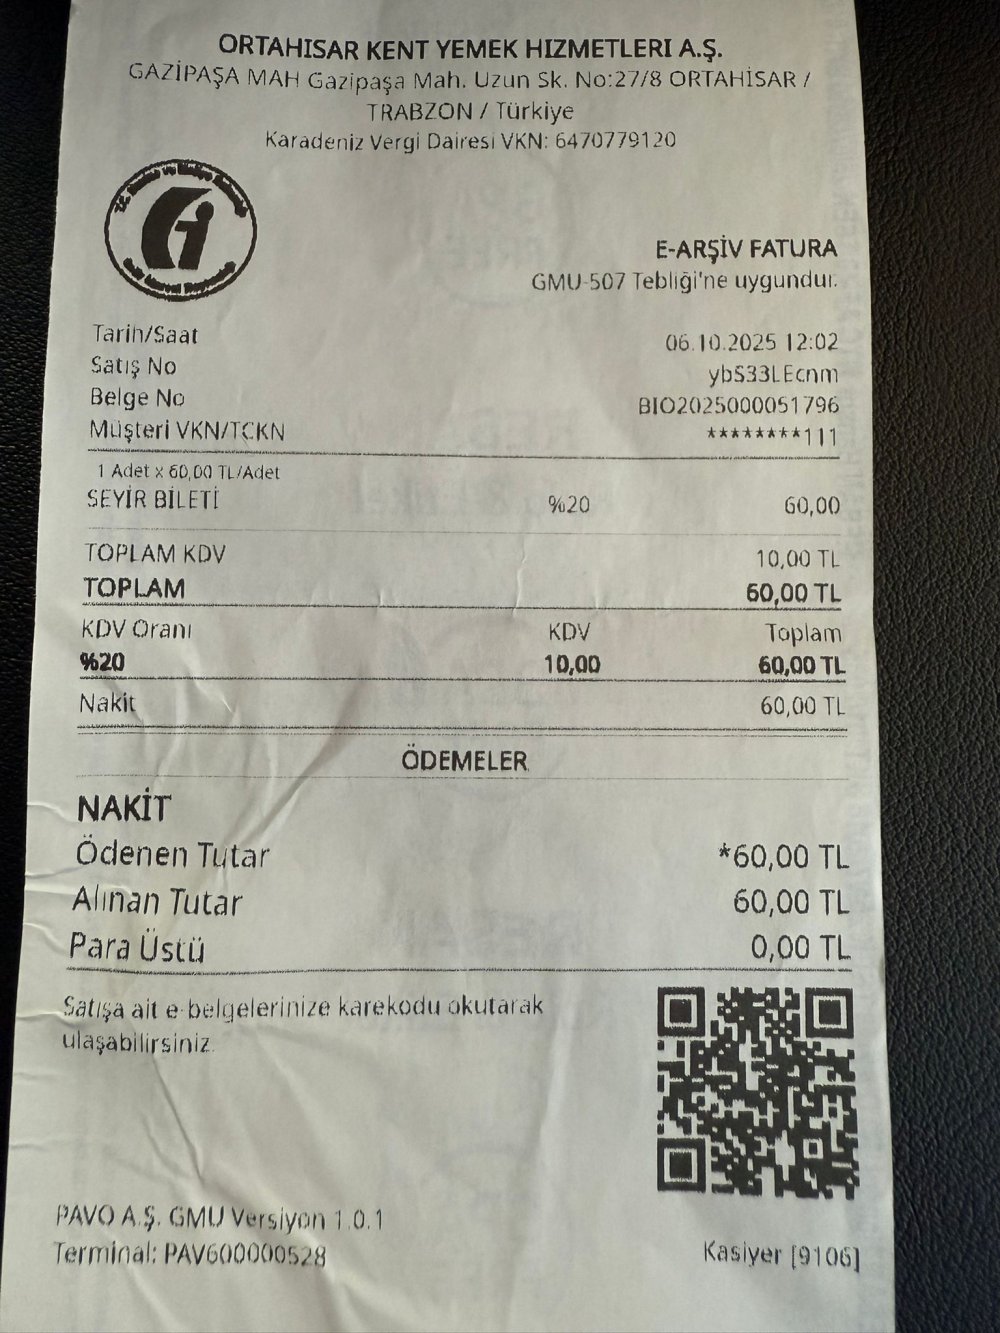 ORTAHISAR KENT YEMEK HIZMETLERI A.Ş.
GAZİPAŞA MAH Gazipaşa Mah. Uzun Sk. No:27/8 ORTAHİSAR /
TRABZON / Türkiye
Karadeniz Vergi Dairesi VKN: 6470779120
E-ARŞİV FATURA
GMU-507 Tebliği'ne uygundur.
Tarih/Saat 06.10.2025 12:02
Satış No ybS33LEcnm
Belge No BIO2025000051796
Müşteri VKN/TCKN ********111
1 Adet x 60,00 TL/Adet
SEYİR BİLETİ %20 60,00
TOPLAM KDV 10,00 TL
TOPLAM 60,00 TL
KDV Oranı KDV Toplam
%20 10,00 60,00 TL
Nakit 60,00 TL
ÖDEMELER
NAKİT
Ödenen Tutar *60,00 TL
Alınan Tutar 60,00 TL
Para Üstü 0,00 TL
Satışa ait e-belgelerinize karekodu okutarak
ulaşabilirsiniz.
PAVO A.Ş. GMU Versiyon 1.0.1
Terminal: PAV600000528 Kasiyer [9106]